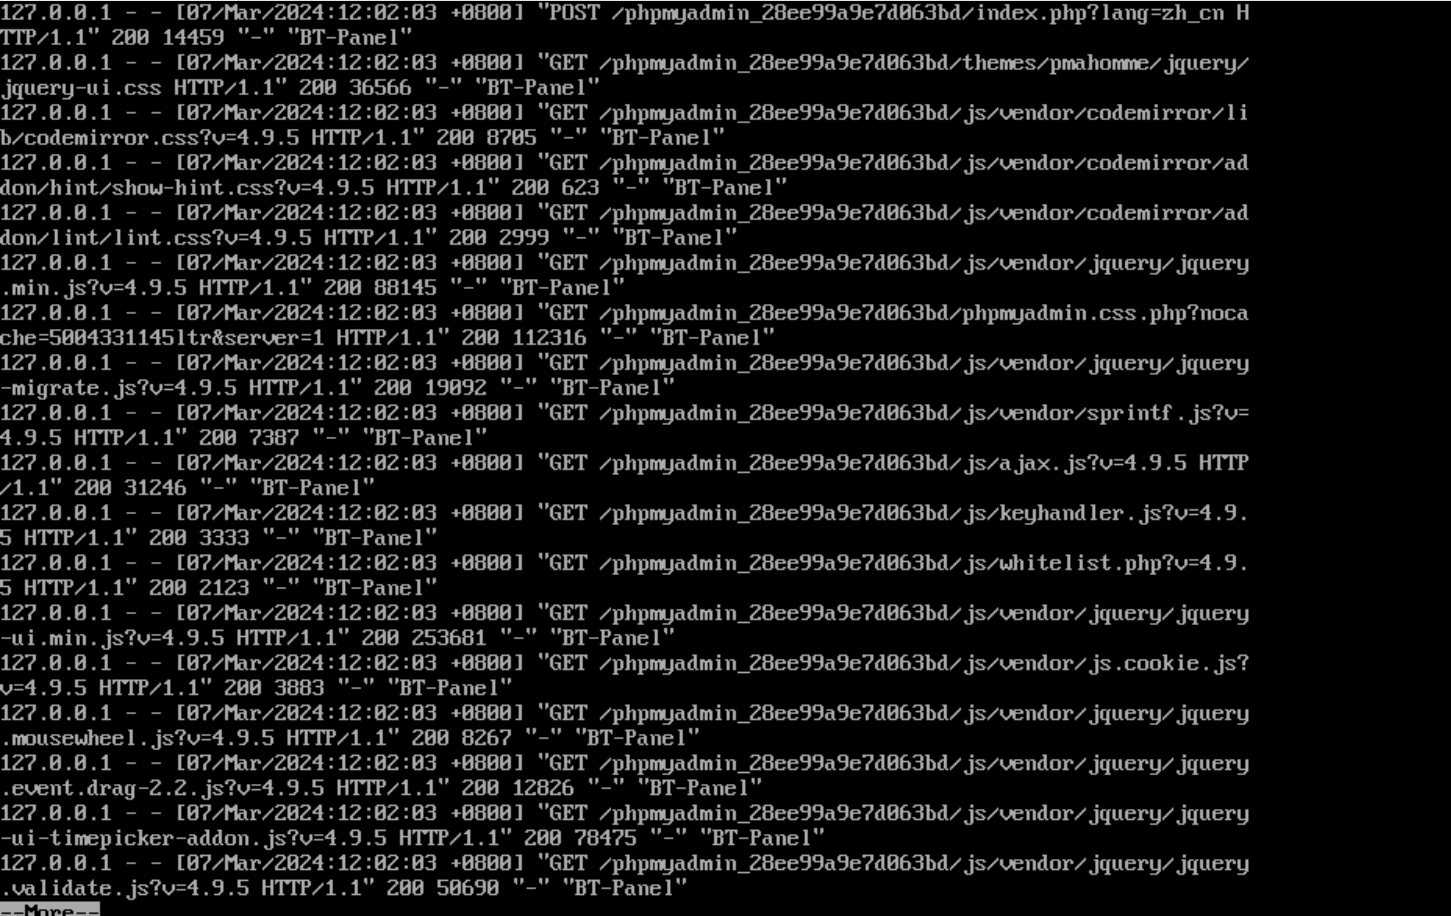 127.0.0.1 - - [07/Mar/2024:12:02:03 +0800] "POST /phpmyadmin_28ee99a9e7d063bd/index.php?lang=zh_cn H
TTP/1.1" 200 14459 "-" "BT-Panel"
127.0.0.1 - - [07/Mar/2024:12:02:03 +0800] "GET /phpmyadmin_28ee99a9e7d063bd/themes/pmahomme/jquery/
jquery-ui.css HTTP/1.1" 200 36566 "-" "BT-Panel"
127.0.0.1 - - [07/Mar/2024:12:02:03 +0800] "GET /phpmyadmin_28ee99a9e7d063bd/js/vendor/codemirror/li
b/codemirror.css?v=4.9.5 HTTP/1.1" 200 8705 "-" "BT-Panel"
127.0.0.1 - - [07/Mar/2024:12:02:03 +0800] "GET /phpmyadmin_28ee99a9e7d063bd/js/vendor/codemirror/ad
don/hint/show-hint.css?v=4.9.5 HTTP/1.1" 200 623 "-" "BT-Panel"
127.0.0.1 - - [07/Mar/2024:12:02:03 +0800] "GET /phpmyadmin_28ee99a9e7d063bd/js/vendor/codemirror/ad
don/lint/lint.css?v=4.9.5 HTTP/1.1" 200 2999 "-" "BT-Panel"
127.0.0.1 - - [07/Mar/2024:12:02:03 +0800] "GET /phpmyadmin_28ee99a9e7d063bd/js/vendor/jquery/jquery
.min.js?v=4.9.5 HTTP/1.1" 200 88145 "-" "BT-Panel"
127.0.0.1 - - [07/Mar/2024:12:02:03 +0800] "GET /phpmyadmin_28ee99a9e7d063bd/phpmyadmin.css.php?noca
che=5004331145ltr&server=1 HTTP/1.1" 200 112316 "-" "BT-Panel"
127.0.0.1 - - [07/Mar/2024:12:02:03 +0800] "GET /phpmyadmin_28ee99a9e7d063bd/js/vendor/jquery/jquery
-migrate.js?v=4.9.5 HTTP/1.1" 200 19092 "-" "BT-Panel"
127.0.0.1 - - [07/Mar/2024:12:02:03 +0800] "GET /phpmyadmin_28ee99a9e7d063bd/js/vendor/sprintf.js?v=
4.9.5 HTTP/1.1" 200 7387 "-" "BT-Panel"
127.0.0.1 - - [07/Mar/2024:12:02:03 +0800] "GET /phpmyadmin_28ee99a9e7d063bd/js/ajax.js?v=4.9.5 HTTP
/1.1" 200 31246 "-" "BT-Panel"
127.0.0.1 - - [07/Mar/2024:12:02:03 +0800] "GET /phpmyadmin_28ee99a9e7d063bd/js/keyhandler.js?v=4.9.
5 HTTP/1.1" 200 3333 "-" "BT-Panel"
127.0.0.1 - - [07/Mar/2024:12:02:03 +0800] "GET /phpmyadmin_28ee99a9e7d063bd/js/whitelist.php?v=4.9.
5 HTTP/1.1" 200 2123 "-" "BT-Panel"
127.0.0.1 - - [07/Mar/2024:12:02:03 +0800] "GET /phpmyadmin_28ee99a9e7d063bd/js/vendor/jquery/jquery
-ui.min.js?v=4.9.5 HTTP/1.1" 200 253681 "-" "BT-Panel"
127.0.0.1 - - [07/Mar/2024:12:02:03 +0800] "GET /phpmyadmin_28ee99a9e7d063bd/js/vendor/js.cookie.js?
v=4.9.5 HTTP/1.1" 200 3883 "-" "BT-Panel"
127.0.0.1 - - [07/Mar/2024:12:02:03 +0800] "GET /phpmyadmin_28ee99a9e7d063bd/js/vendor/jquery/jquery
.mousewheel.js?v=4.9.5 HTTP/1.1" 200 8267 "-" "BT-Panel"
127.0.0.1 - - [07/Mar/2024:12:02:03 +0800] "GET /phpmyadmin_28ee99a9e7d063bd/js/vendor/jquery/jquery
.event.drag-2.2.js?v=4.9.5 HTTP/1.1" 200 12826 "-" "BT-Panel"
127.0.0.1 - - [07/Mar/2024:12:02:03 +0800] "GET /phpmyadmin_28ee99a9e7d063bd/js/vendor/jquery/jquery
-ui-timepicker-addon.js?v=4.9.5 HTTP/1.1" 200 78475 "-" "BT-Panel"
127.0.0.1 - - [07/Mar/2024:12:02:03 +0800] "GET /phpmyadmin_28ee99a9e7d063bd/js/vendor/jquery/jquery
.validate.js?v=4.9.5 HTTP/1.1" 200 50690 "-" "BT-Panel"
--More--